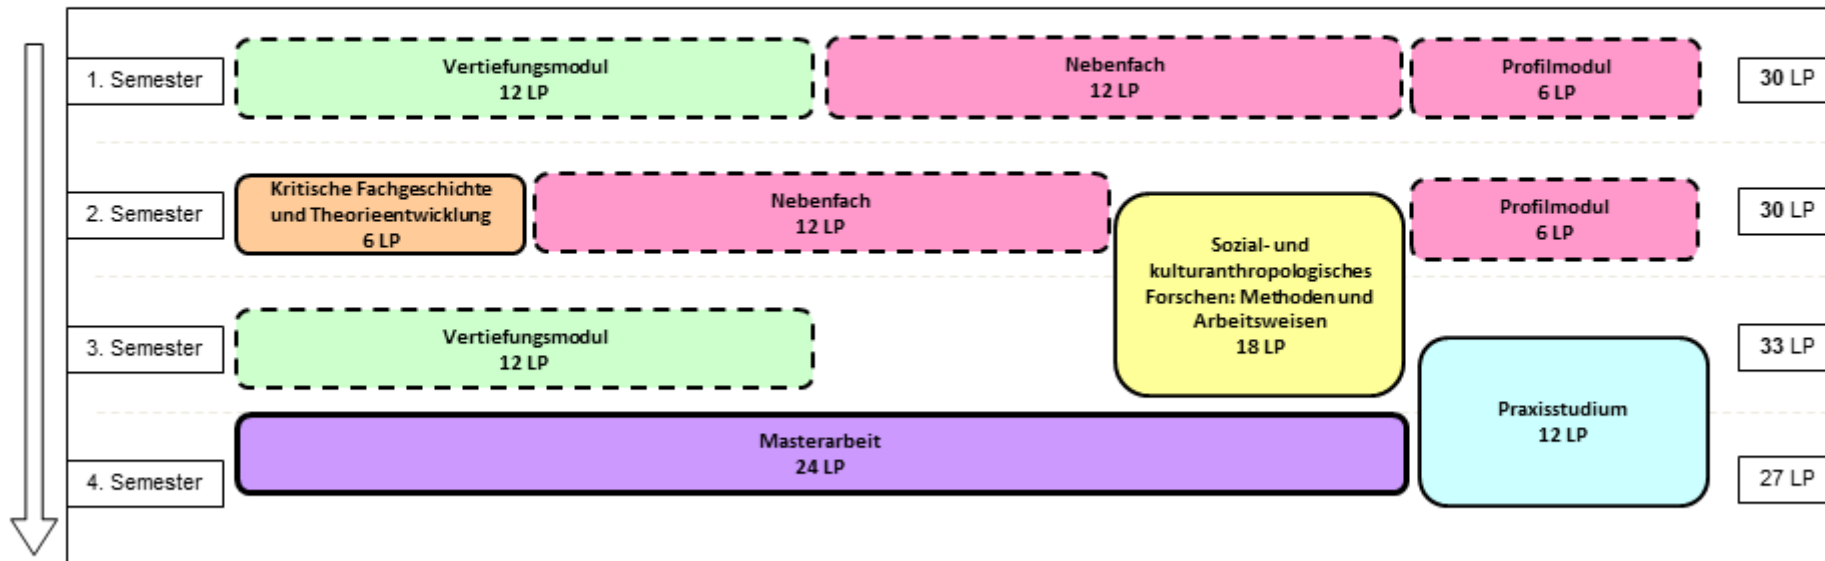 1. Semester
Vertiefungsmodul
12 LP
Nebenfach
12 LP
Profilmodul
6 LP
30 LP
2. Semester
Kritische Fachgeschichte
und Theorieentwicklung
6 LP
Nebenfach
12 LP
Sozial- und
kulturanthropologisches
Forschen: Methoden und
Arbeitsweisen
18 LP
Profilmodul
6 LP
30 LP
3. Semester
Vertiefungsmodul
12 LP
33 LP
Praxisstudium
12 LP
4. Semester
Masterarbeit
24 LP
27 LP